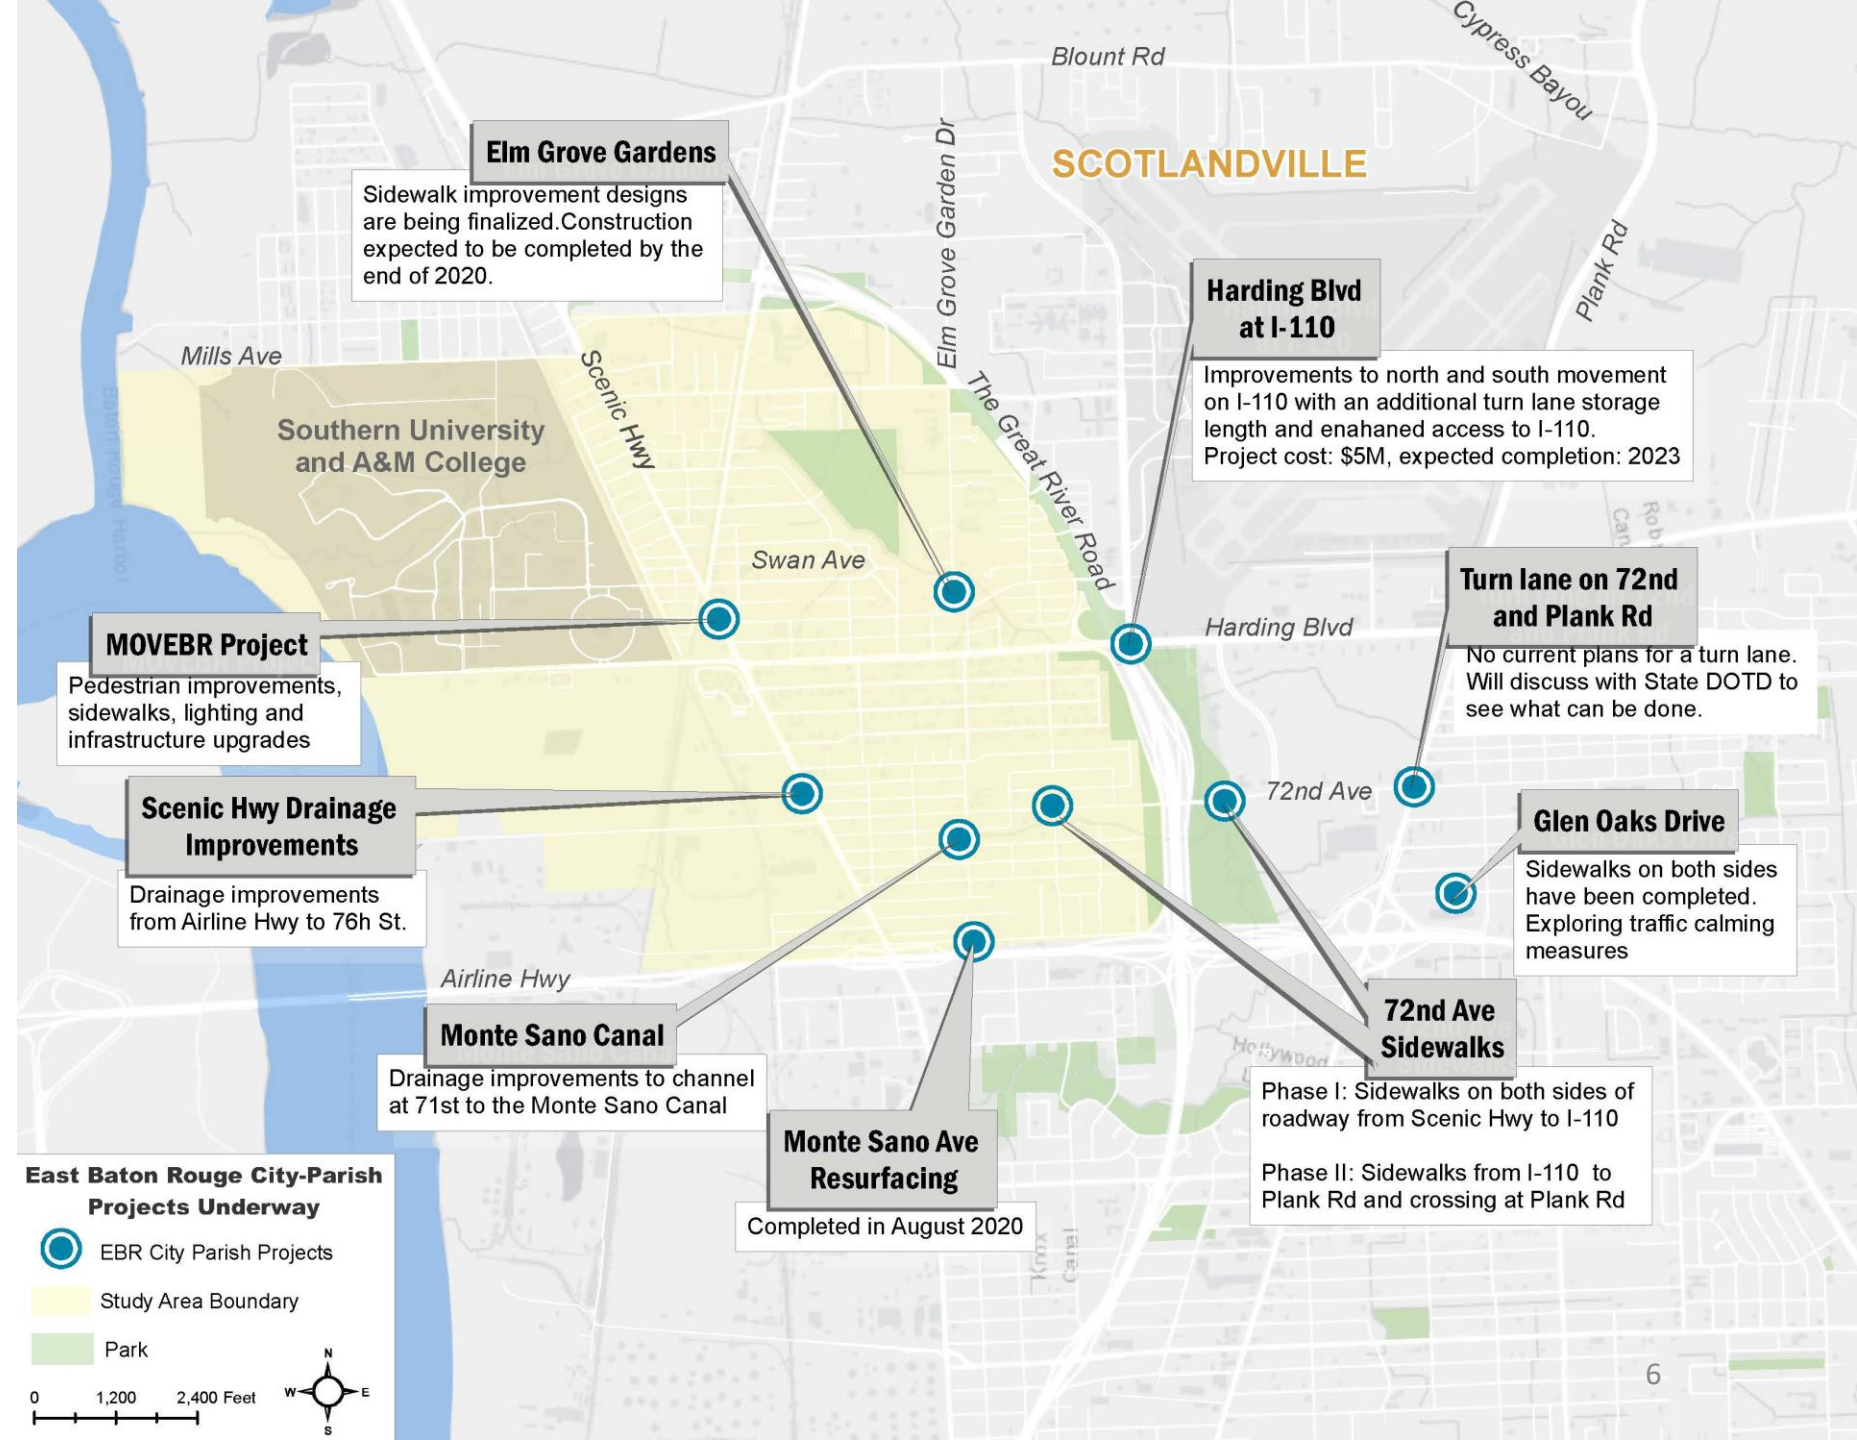 Blount Rd
Cypress Bayou
Elm Grove Gardens
Sidewalk improvement designs
are being finalized.Construction
expected to be completed by the
end of 2020.
Elm Grove Garden Dr
SCOTLANDVILLE
Plank Rd
Harding Blvd
at I-110
Improvements to north and south movement
on I-110 with an additional turn lane storage
length and enahaned access to I-110.
Project cost: $5M, expected completion: 2023
Mills Ave
Scenic Hwy
The Great River Road
Southern University
and A&M College
Baton Rouge Harbor
Swan Ave
Turn lane on 72nd
and Plank Rd
No current plans for a turn lane.
Will discuss with State DOTD to
see what can be done.
Harding Blvd
MOVEBR Project
Pedestrian improvements,
sidewalks, lighting and
infrastructure upgrades
Scenic Hwy Drainage
Improvements
Drainage improvements
from Airline Hwy to 76h St.
72nd Ave
Glen Oaks Drive
Sidewalks on both sides
have been completed.
Exploring traffic calming
measures
Airline Hwy
Monte Sano Canal
Drainage improvements to channel
at 71st to the Monte Sano Canal
72nd Ave
Sidewalks
Phase I: Sidewalks on both sides of
roadway from Scenic Hwy to I-110
Phase II: Sidewalks from I-110 to
Plank Rd and crossing at Plank Rd
Hollywood
Monte Sano Ave
Resurfacing
Completed in August 2020
Knox
Canal
East Baton Rouge City-Parish
Projects Underway
EBR City Parish Projects
Study Area Boundary
Park
0 1,200 2,400 Feet
N
W E
S
6